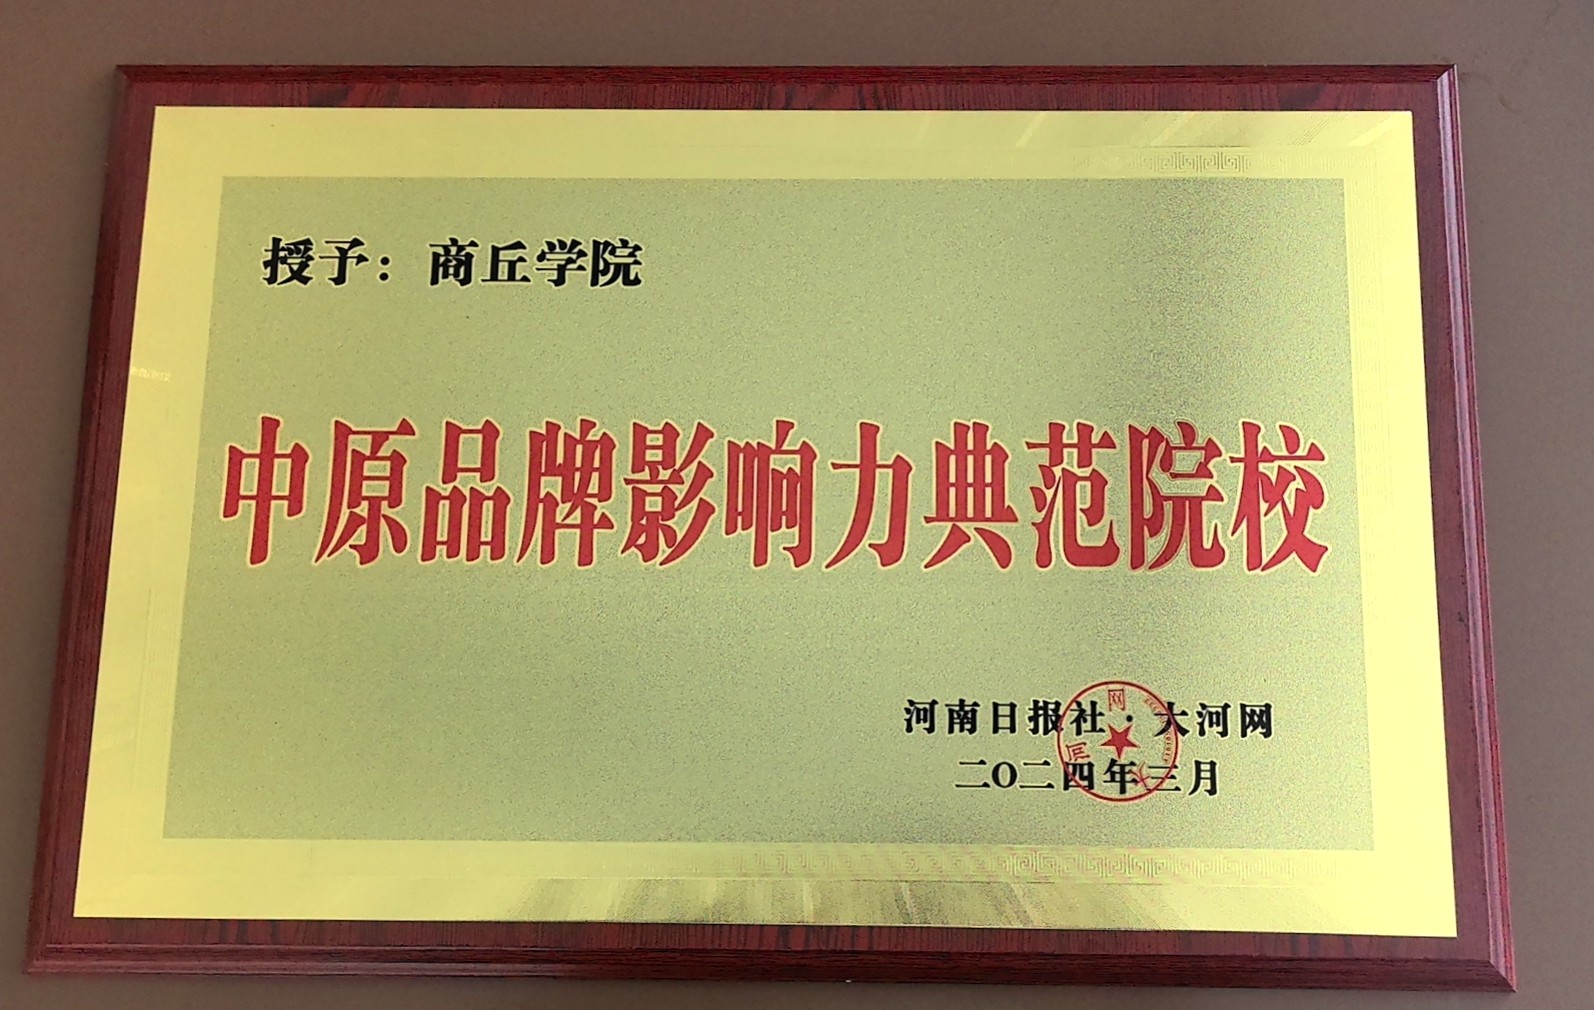 授予：商丘学院
中原品牌影响力典范院校
河南日报社·大河网
二〇二四年三月